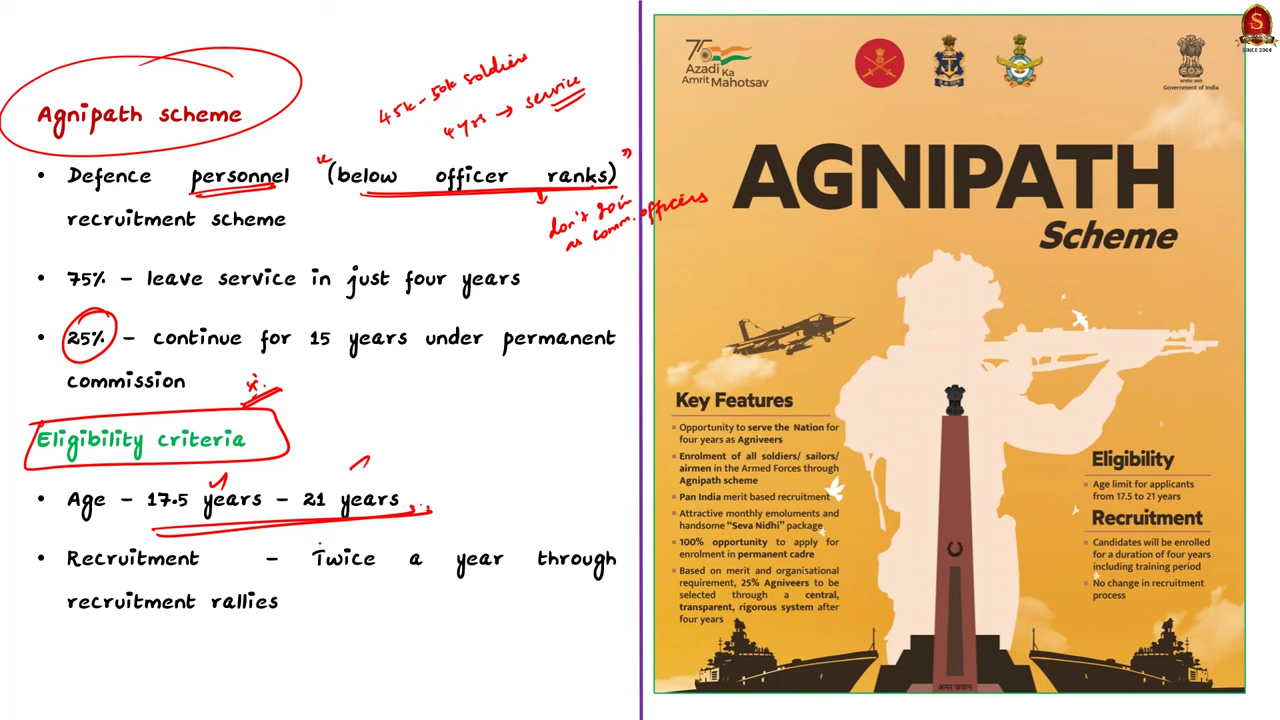 Agnipath scheme
45k - 50k soldiers
4 yrs → service
• Defence personnel "(below officer ranks)"
recruitment scheme
don't join
as comm. officers
• 75% – leave service in just four years
• 25% – continue for 15 years under permanent
commission
Eligibility criteria
• Age – 17.5 years – 21 years
• Recruitment – Twice a year through
recruitment rallies
75
Azadi Ka
Amrit Mahotsav
सत्यमेव जयते
Government of India
S
SINCE 2004
AGNIPATH
Scheme
Key Features
Opportunity to serve the Nation for
four years as Agniveers
Enrolment of all soldiers/ sailors/
airmen in the Armed Forces through
Agnipath scheme
Pan India merit based recruitment
Attractive monthly emoluments and
handsome “Seva Nidhi” package
100% opportunity to apply for
enrolment in permanent cadre
Based on merit and organisational
requirement, 25% Agniveers to be
selected through a central,
transparent, rigorous system after
four years
Eligibility
Age limit for applicants
from 17.5 to 21 years
Recruitment
Candidates will be enrolled
for a duration of four years
including training period
No change in recruitment
process
अमर जवान